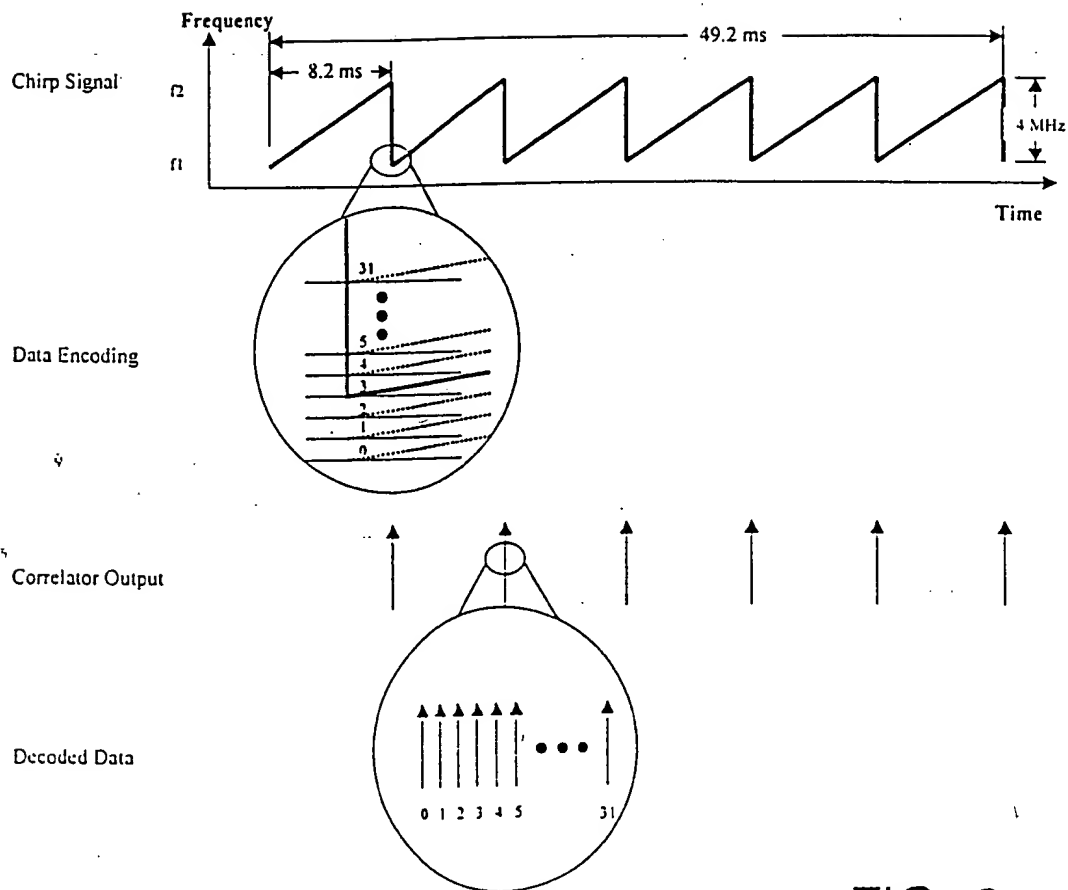 Frequency
49.2 ms
8.2 ms
Chirp Signal
f2
4 MHz
f1
Time
31
5
Data Encoding
4
3
2
1
0
Correlator Output
Decoded Data
0 1 2 3 4 5 31